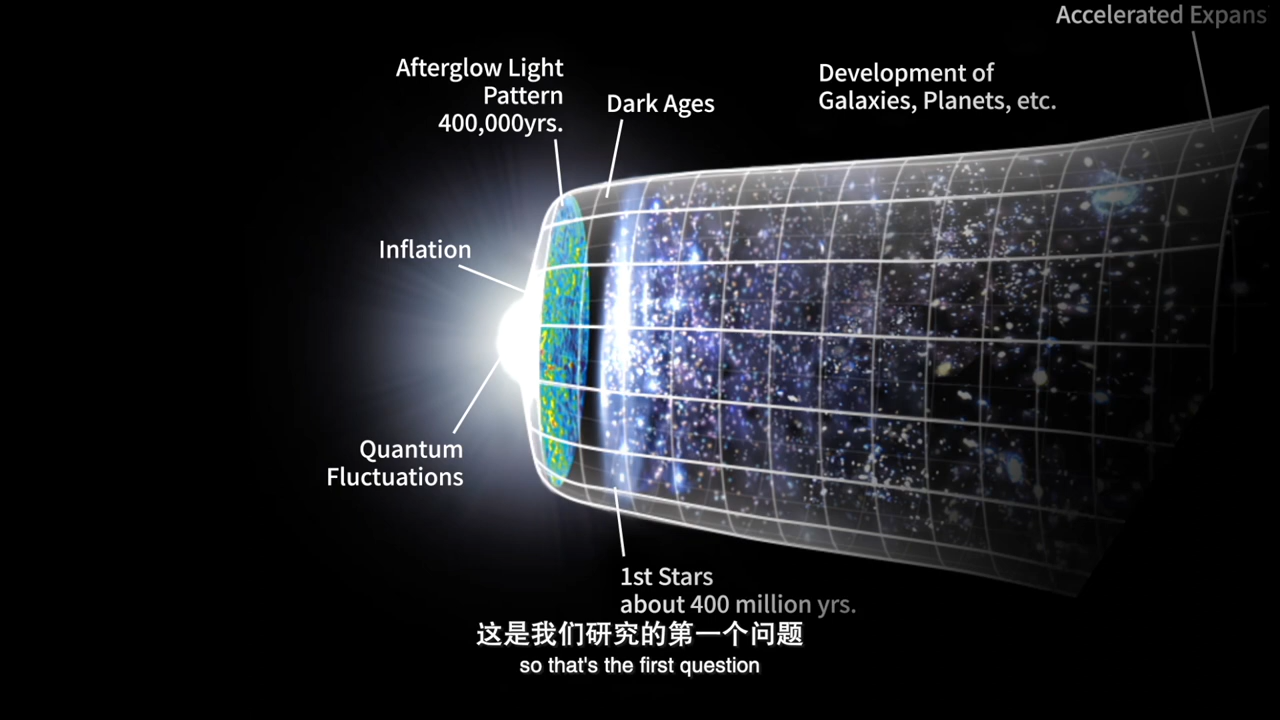 Accelerated Expans
Afterglow Light
Pattern
400,000yrs.
Dark Ages
Development of
Galaxies, Planets, etc.
Inflation
Quantum
Fluctuations
1st Stars
about 400 million yrs.
这是我们研究的第一个问题
so that's the first question